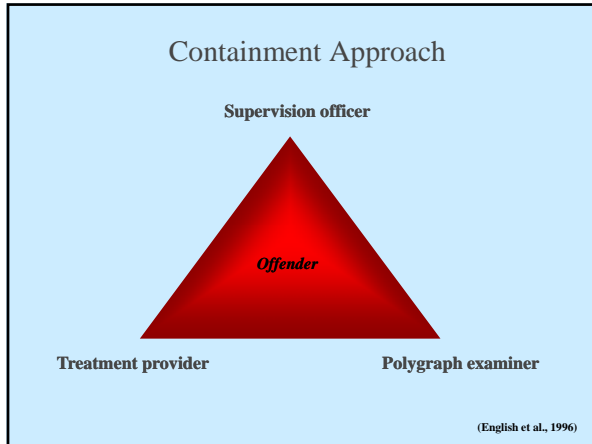 Containment Approach
Supervision officer
Offender
Treatment provider
Polygraph examiner
(English et al., 1996)